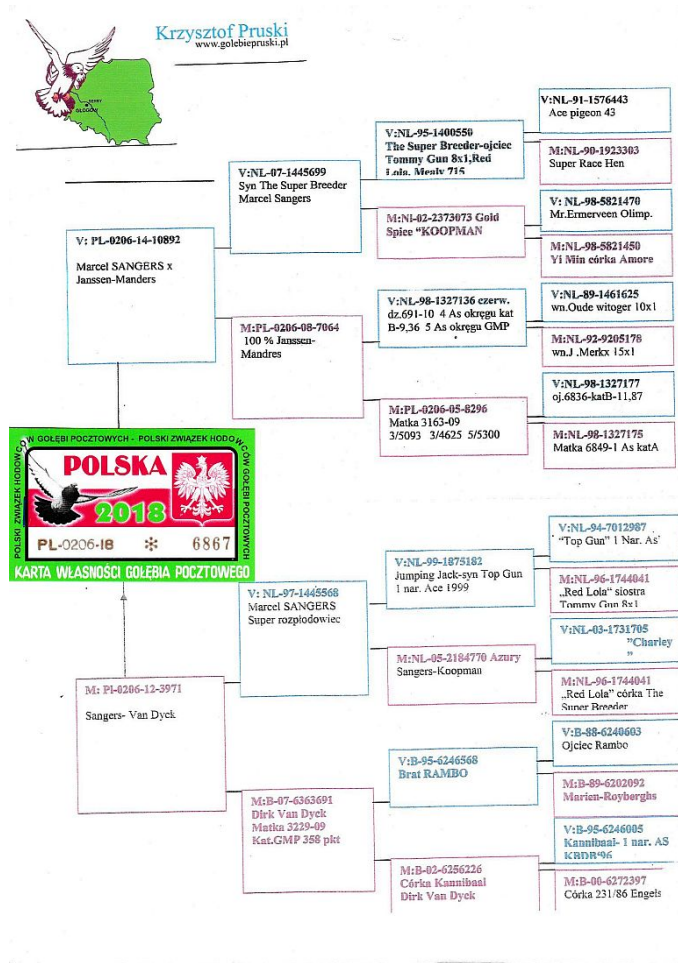 Krzysztof Pruski
www.golebiepruski.pl
GŁOGÓW
V: PL-0206-14-10892
Marcel SANGERS x
Janssen-Manders
V:NL-07-1445699
Syn The Super Breeder
Marcel Sangers
M:PL-0206-08-7064
100 % Janssen-
Mandres
V:NL-95-1400550
The Super Breeder-ojciec
Tommy Gun 8x1,Red
Lola, Mealy 715
M:Nl-02-2373073 Gold
Spice “KOOPMAN
V:NL-98-1327136 czerw.
dz.691-10 4 As okręgu kat
B-9,36 5 As okręgu GMP
M:PL-0206-05-8296
Matka 3163-09
3/5093 3/4625 5/5300
V:NL-91-1576443
Ace pigeon 43
M:NL-90-1923303
Super Race Hen
V: NL-98-5821470
Mr.Ermerveen Olimp.
M:NL-98-5821450
Yi Min córka Amore
V:NL-89-1461625
wn.Oude witoger 10x1
M:NL-92-9205178
wn.J .Merkx 15x1
V:NL-98-1327177
oj.6836-katB-11,87
M:NL-98-1327175
Matka 6849-1 As katA
POLSKI ZWIĄZEK HODOWCÓW GOŁĘBI POCZTOWYCH - POLSKI ZWIĄZEK HODOWCÓW GOŁĘBI POCZTOWYCH
POLSKA
2018
PL-0206-18 * 6867
KARTA WŁASNOŚCI GOŁĘBIA POCZTOWEGO
M: Pl-0206-12-3971
Sangers- Van Dyck
V: NL-97-1445568
Marcel SANGERS
Super rozpłodowiec
M:B-07-6363691
Dirk Van Dyck
Matka 3229-09
Kat.GMP 358 pkt
V:NL-99-1875182
Jumping Jack-syn Top Gun
1 nar. Ace 1999
M:NL-05-2184770 Azury
Sangers-Koopman
V:B-95-6246568
Brat RAMBO
M:B-02-6256226
Córka Kannibaal
Dirk Van Dyck
V:NL-94-7012987
“Top Gun” 1 Nar. As'
M:NL-96-1744041
„Red Lola“ siostra
Tommy Gun 8x1
V:NL-03-1731705
”Charley
”
M:NL-96-1744041
„Red Lola” córka The
Super Breeder
V:B-88-6240603
Ojciec Rambo
M:B-89-6202092
Marien-Royberghs
V:B-95-6246005
Kannibaal- 1 nar. AS
KBDB'96
M:B-00-6272397
Córka 231/86 Engels